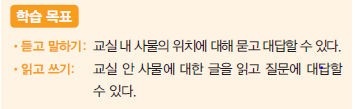 학습 목표
• 듣고 말하기: 교실 내 사물의 위치에 대해 묻고 대답할 수 있다.
• 읽고 쓰기: 교실 안 사물에 대한 글을 읽고 질문에 대답할
수 있다.